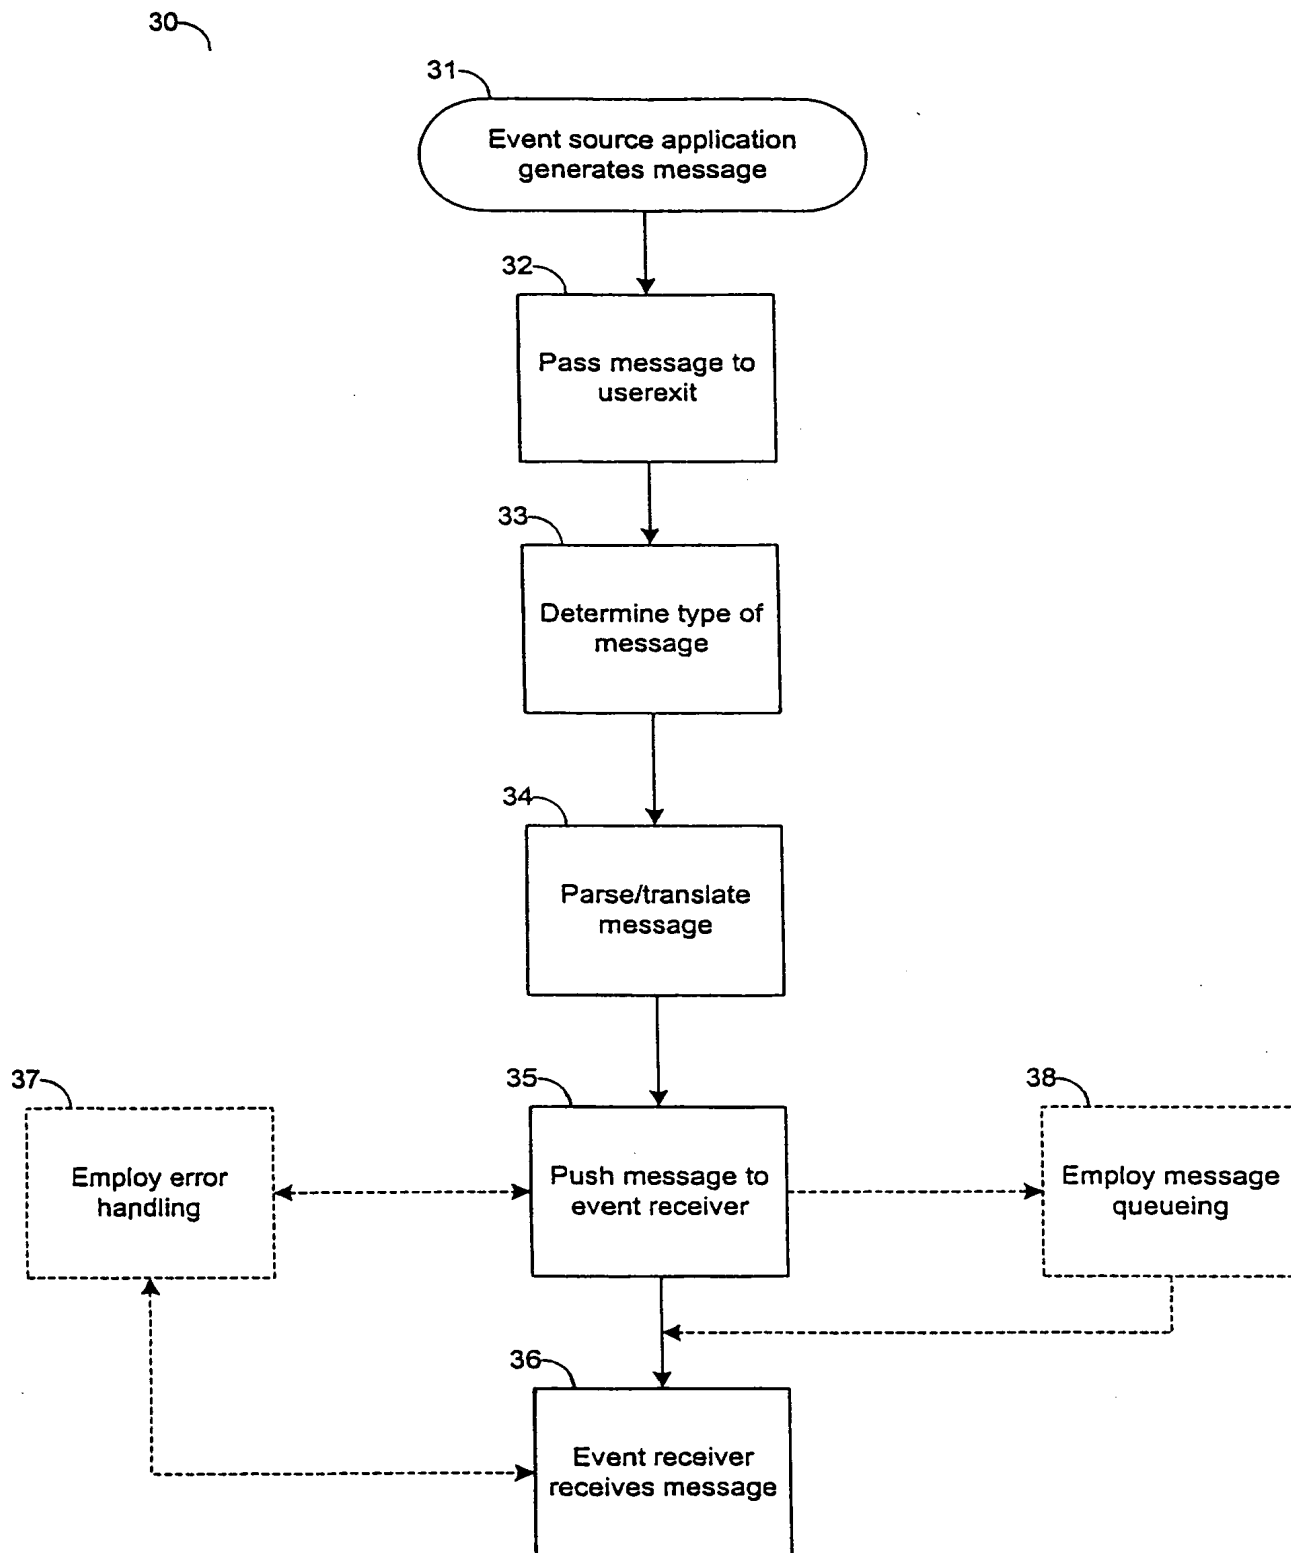 30
31
Event source application
generates message
32
Pass message to
userexit
33
Determine type of
message
34
Parse/translate
message
37
35
38
Employ error
handling
Push message to
event receiver
Employ message
queueing
36
Event receiver
receives message